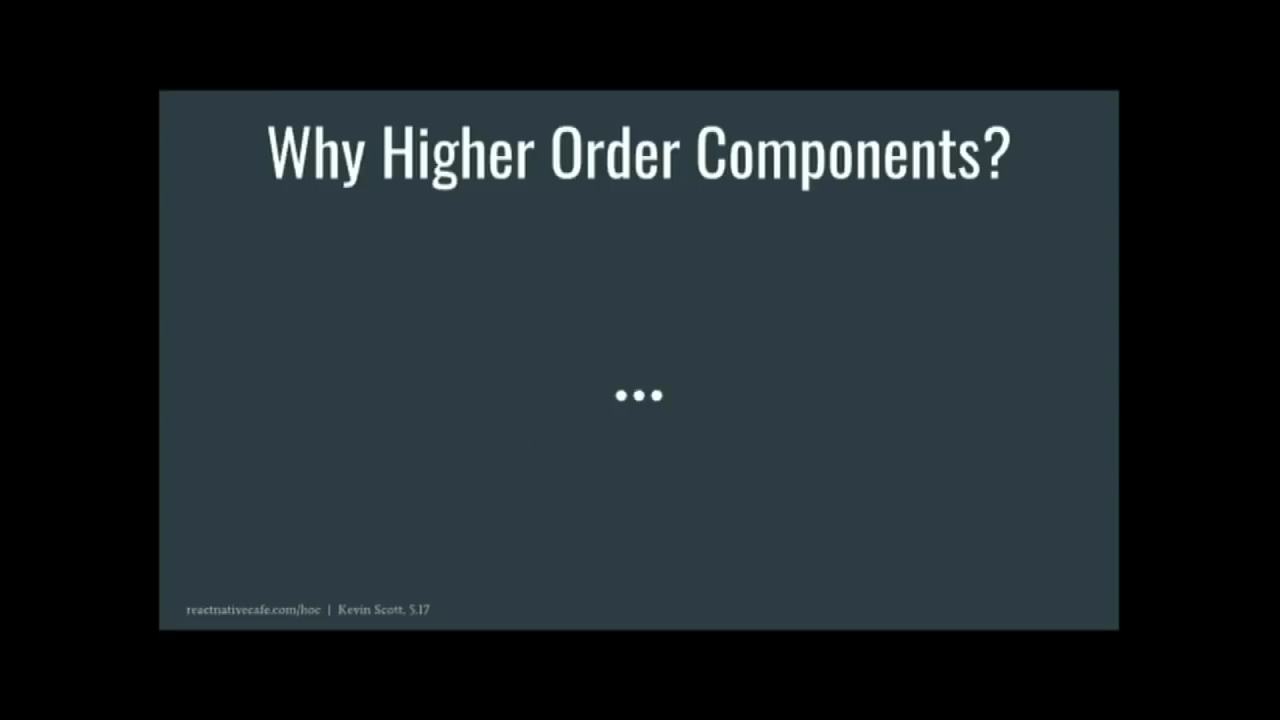 Why Higher Order Components?
•••
reactnativecafe.com/hoc | Kevin Scott, 5.17